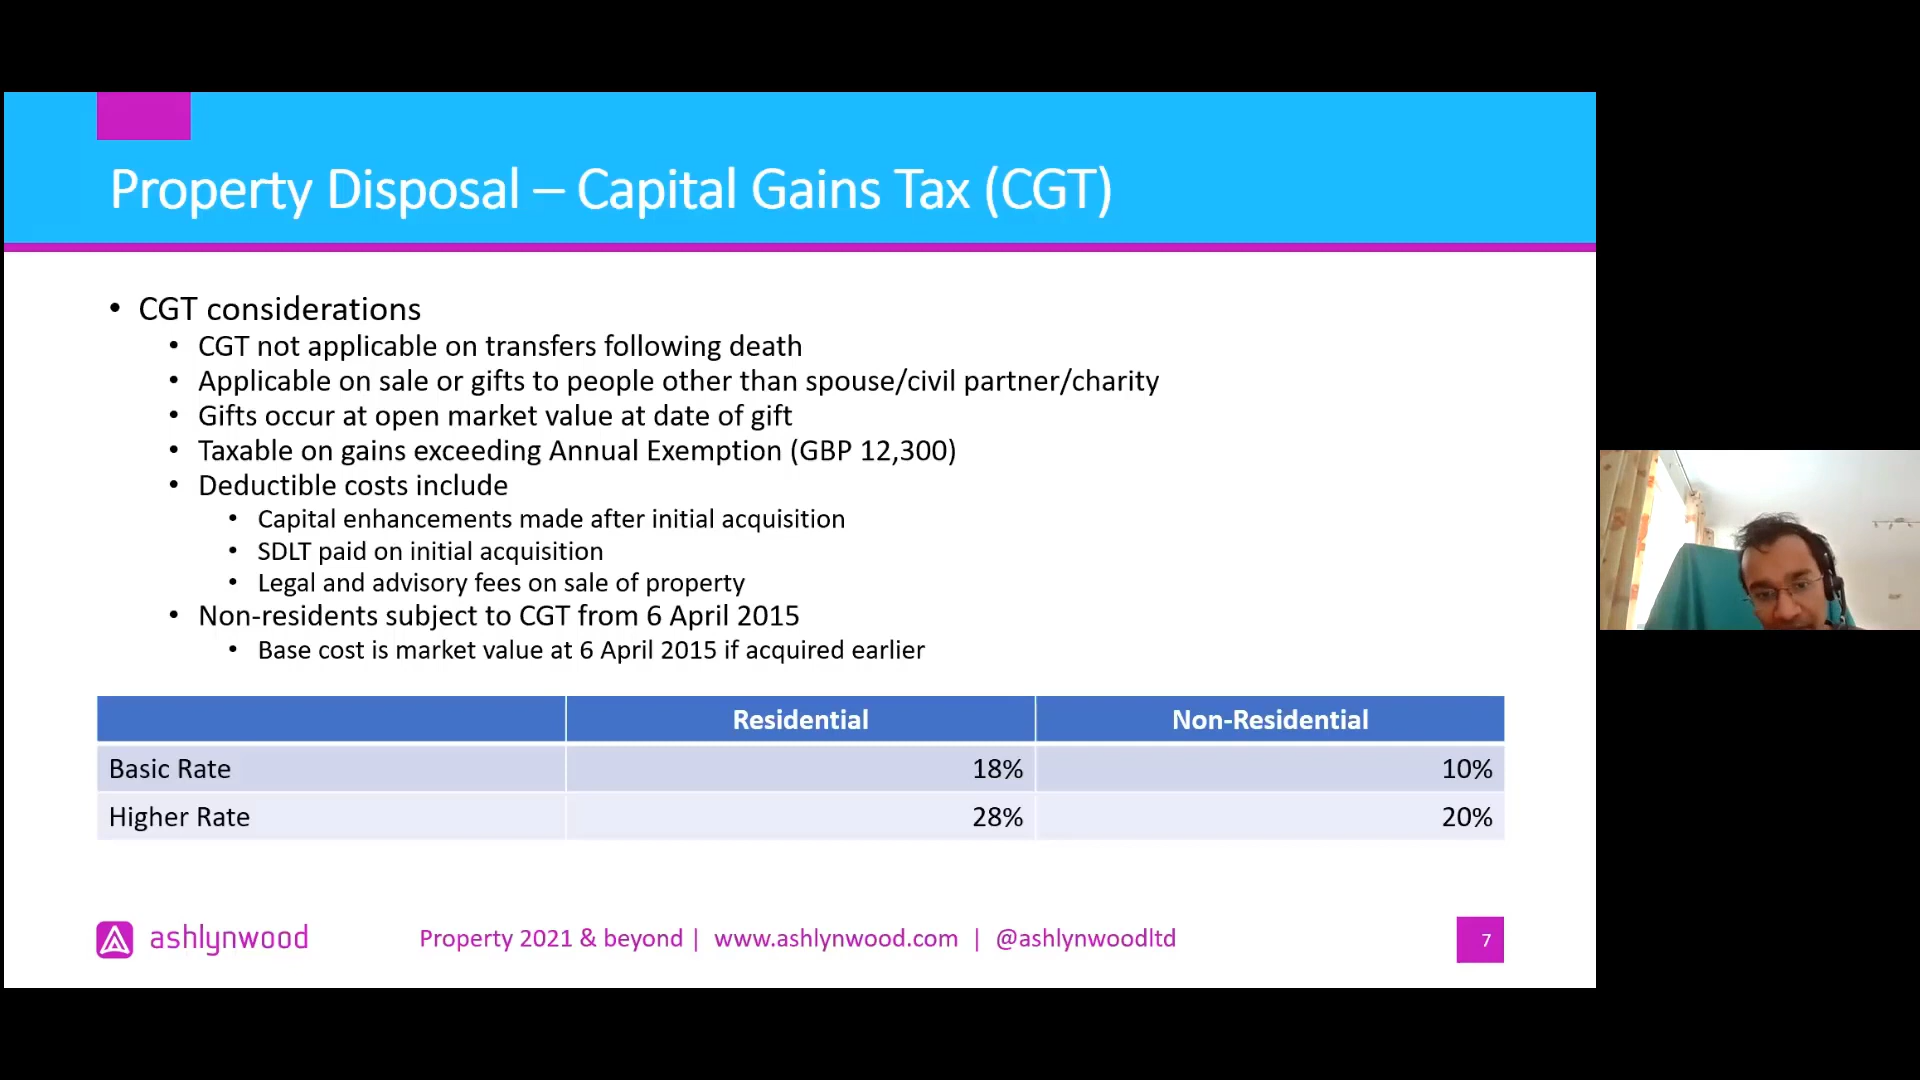 Property Disposal – Capital Gains Tax (CGT)
• CGT considerations
• CGT not applicable on transfers following death
• Applicable on sale or gifts to people other than spouse/civil partner/charity
• Gifts occur at open market value at date of gift
• Taxable on gains exceeding Annual Exemption (GBP 12,300)
• Deductible costs include
• Capital enhancements made after initial acquisition
• SDLT paid on initial acquisition
• Legal and advisory fees on sale of property
• Non-residents subject to CGT from 6 April 2015
• Base cost is market value at 6 April 2015 if acquired earlier
Residential Non-Residential
Basic Rate 18% 10%
Higher Rate 28% 20%
ashlynwood Property 2021 & beyond | www.ashlynwood.com | @ashlynwoodltd 7